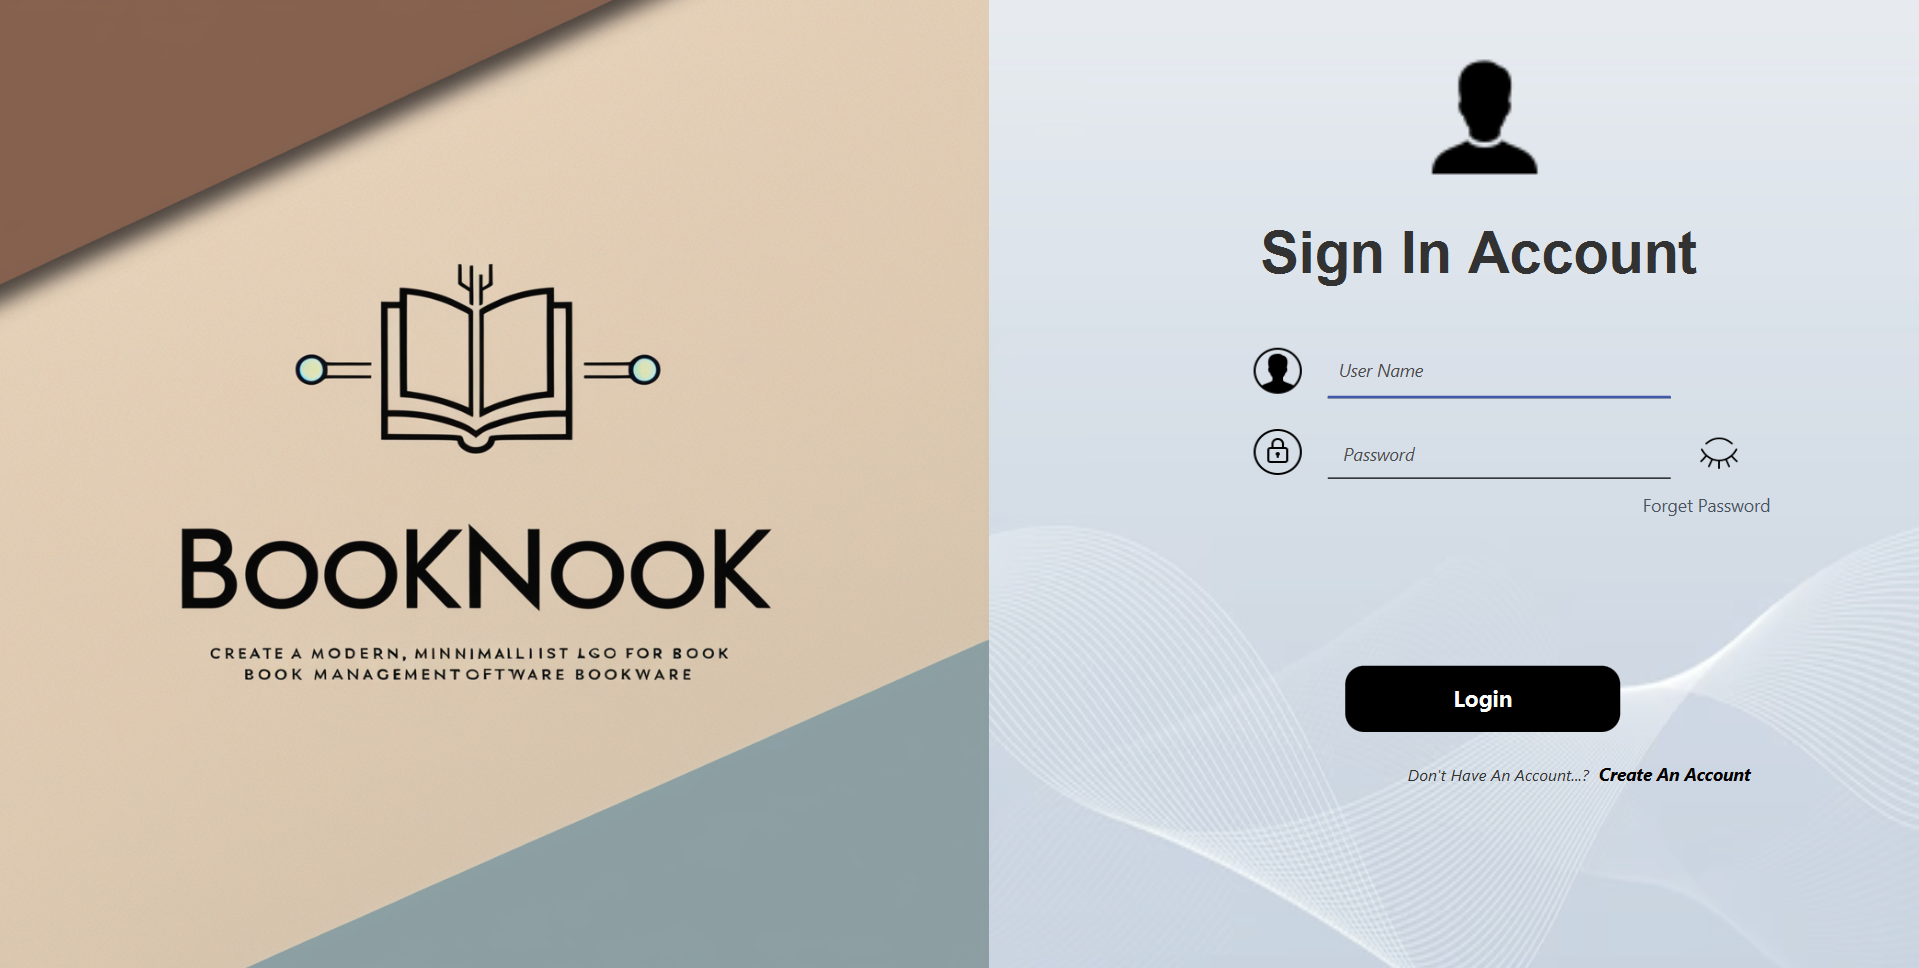 BOOKNOOK
CREATE A MODERN, MINNIMALLIIST LGO FOR BOOK
BOOK MANAGEMENTOFTWARE BOOKWARE
Sign In Account
User Name
Password
Forget Password
Login
Don't Have An Account...? Create An Account